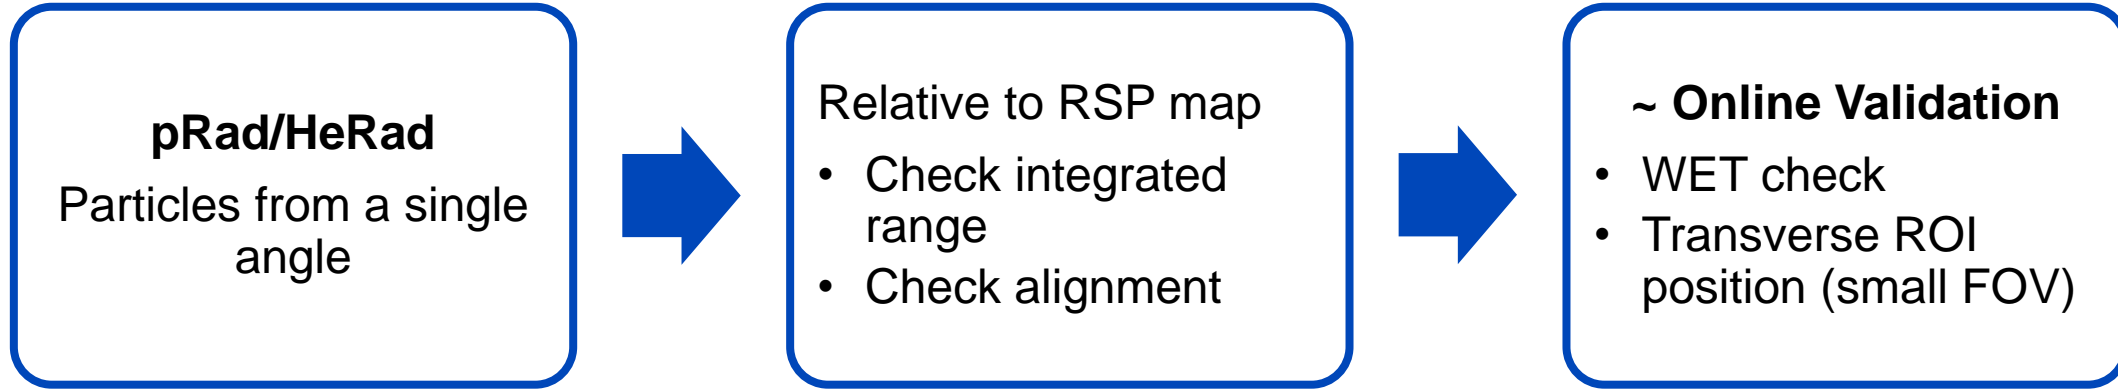 pRad/HeRad
Particles from a single
angle
Relative to RSP map
• Check integrated
range
• Check alignment
~ Online Validation
• WET check
• Transverse ROI
position (small FOV)